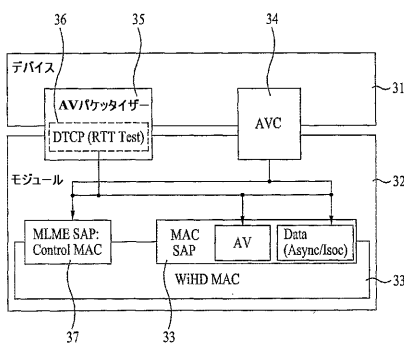 36
35
34
デバイス
AVパケッタイザー
31
DTCP (RTT Test)
AVC
モジュール
32
MLME SAP:
Control MAC
MAC
SAP
AV
Data
(Async/Isoc)
WiHD MAC
33
37
33